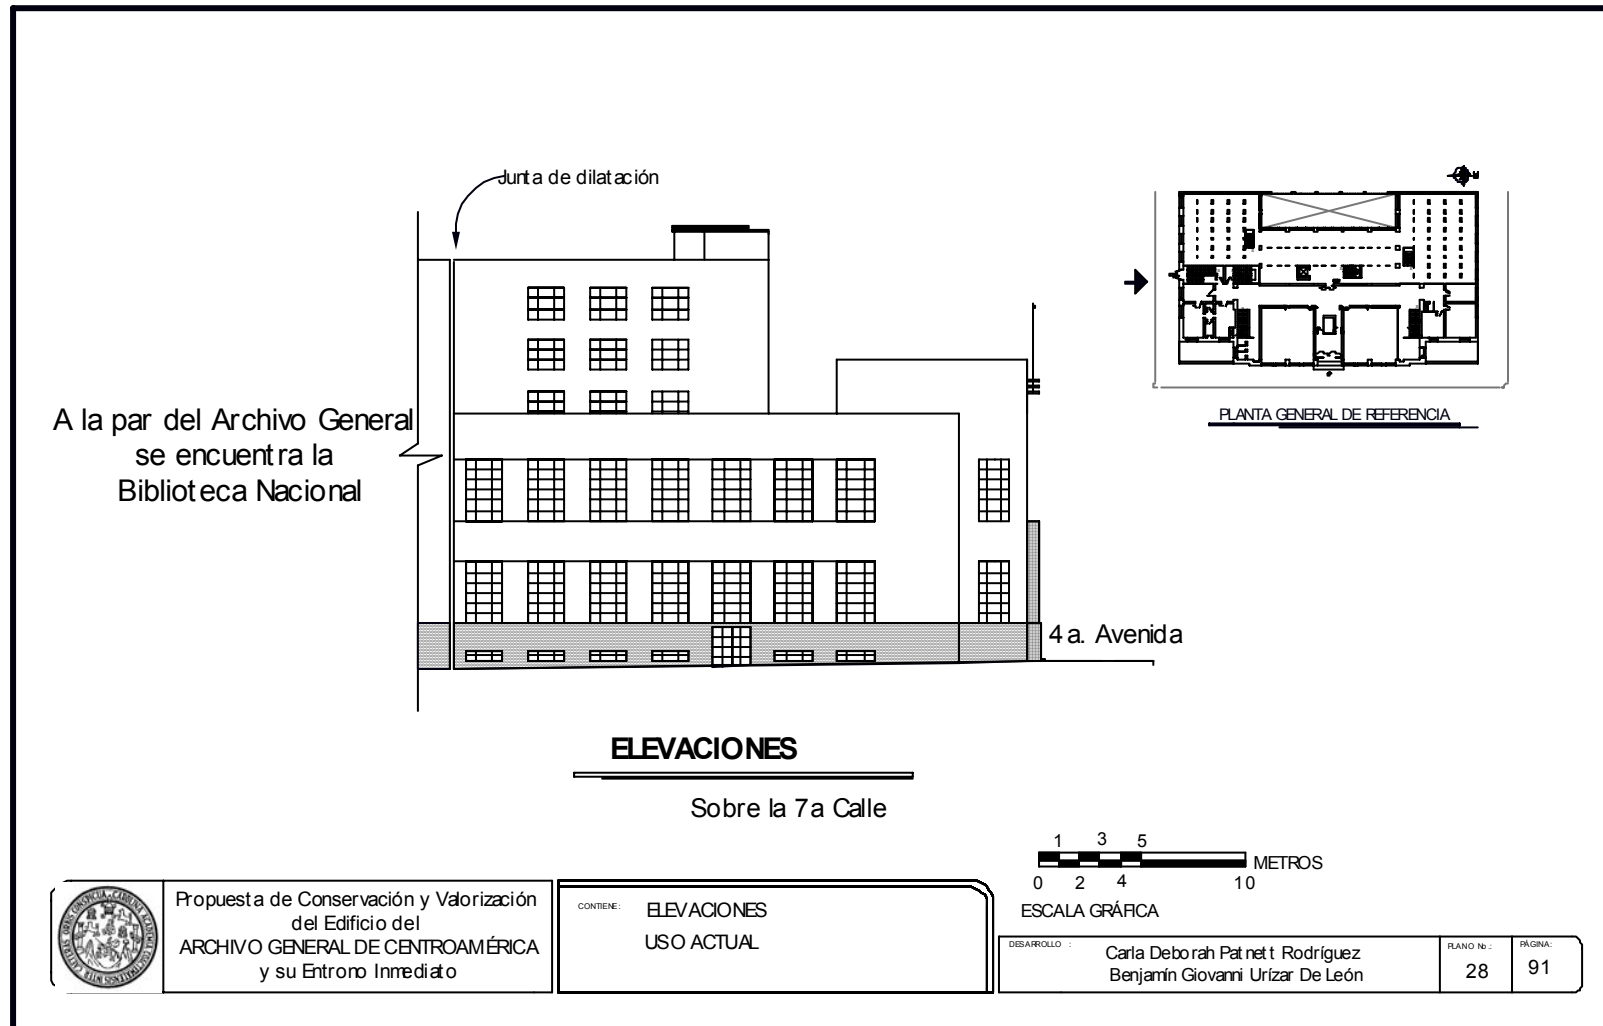 Junta de dilatación
A la par del Archivo General
se encuentra la
Biblioteca Nacional
PLANTA GENERAL DE REFERENCIA
4a. Avenida
ELEVACIONES
Sobre la 7a Calle
1 3 5
METROS
0 2 4 10
ESCALA GRÁFICA
Propuesta de Conservación y Valorización
del Edificio del
ARCHIVO GENERAL DE CENTROAMÉRICA
y su Entrono Inmediato
CONTIENE: ELEVACIONES
USO ACTUAL
DESARROLLO :
Carla Deborah Patnett Rodríguez
Benjamín Giovanni Urízar De León
PLANO No.:
28
PÁGINA:
91